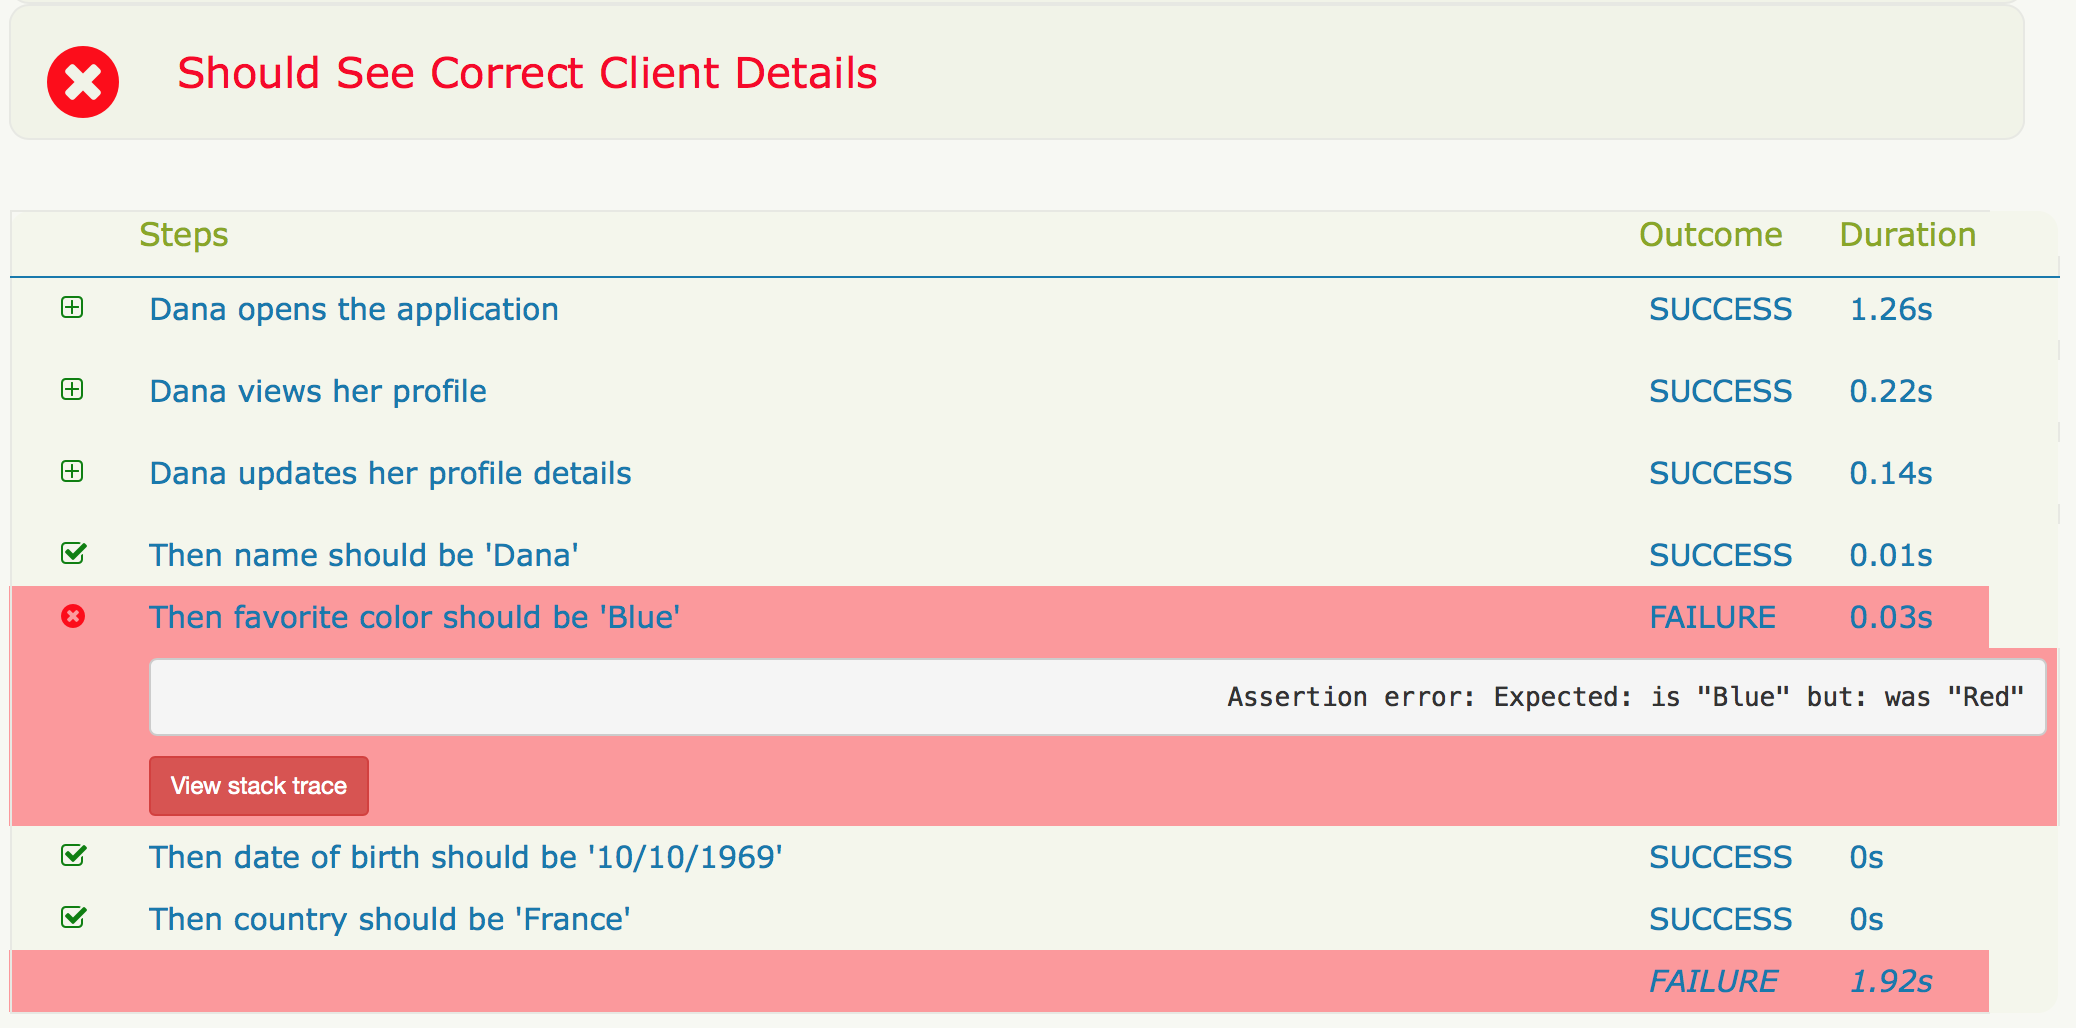 Should See Correct Client Details
Steps Outcome Duration
Dana opens the application SUCCESS 1.26s
Dana views her profile SUCCESS 0.22s
Dana updates her profile details SUCCESS 0.14s
Then name should be 'Dana' SUCCESS 0.01s
Then favorite color should be 'Blue' FAILURE 0.03s
Assertion error: Expected: is "Blue" but: was "Red"
View stack trace
Then date of birth should be '10/10/1969' SUCCESS 0s
Then country should be 'France' SUCCESS 0s
FAILURE 1.92s